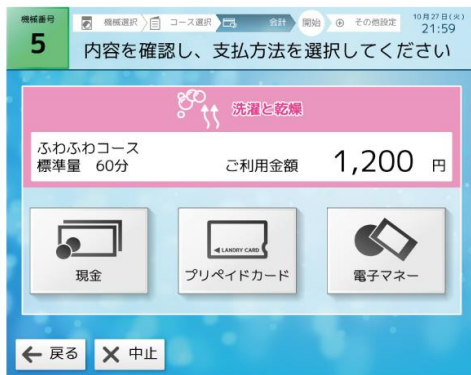 機械番号
5
機械選択
コース選択
会計
開始
その他設定
10月27日(火)
21:59
内容を確認し、支払方法を選択してください
洗濯と乾燥
ふわふわコース
標準量 60分
ご利用金額 1,200 円
LANDRY CARD
現金
プリペイドカード
電子マネー
戻る
中止